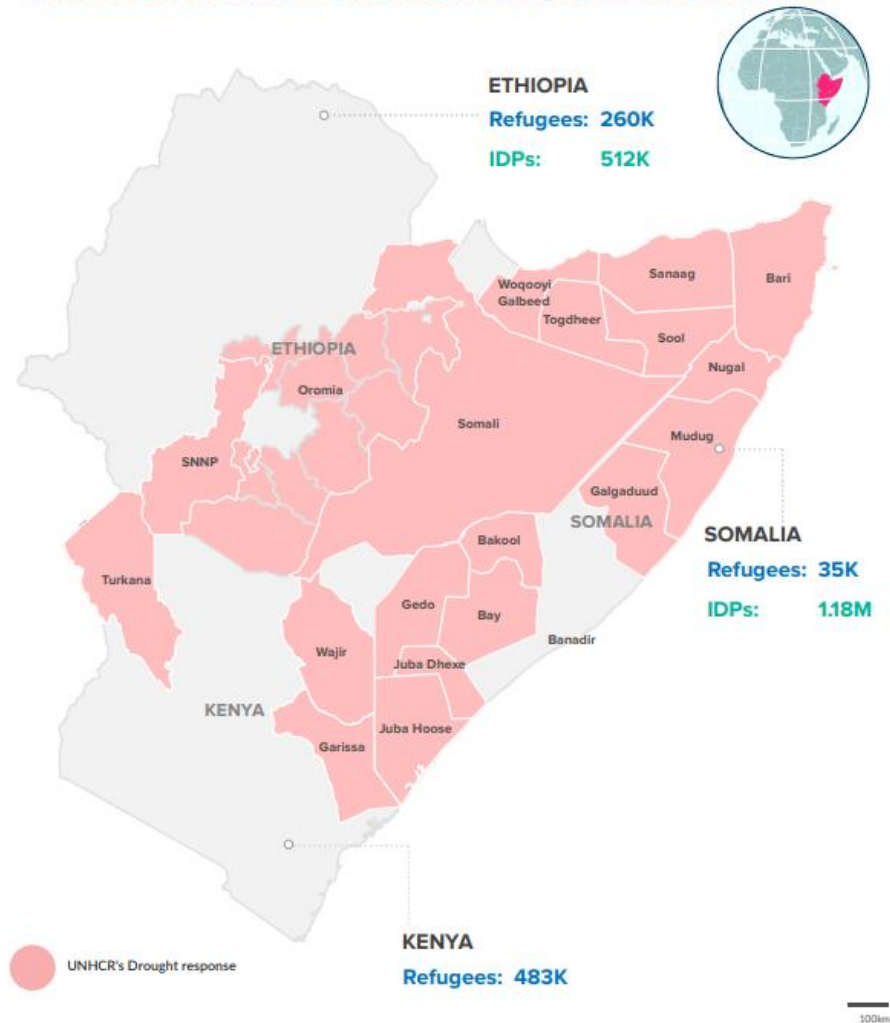 ETHIOPIA
Refugees: 260K
IDPs: 512K
Sanaag
Bari
Woqooyi
Galbeed
Togdheer
Sool
ETHIOPIA
Nugal
Oromia
Somali
Mudug
SNNP
Galgaduud
SOMALIA
SOMALIA
Bakool
Refugees: 35K
Turkana
Gedo
IDPs: 1.18M
Bay
Banadir
Wajir
Juba Dhexe
KENYA
Juba Hoose
Garissa
KENYA
UNHCR's Drought response
Refugees: 483K
100km